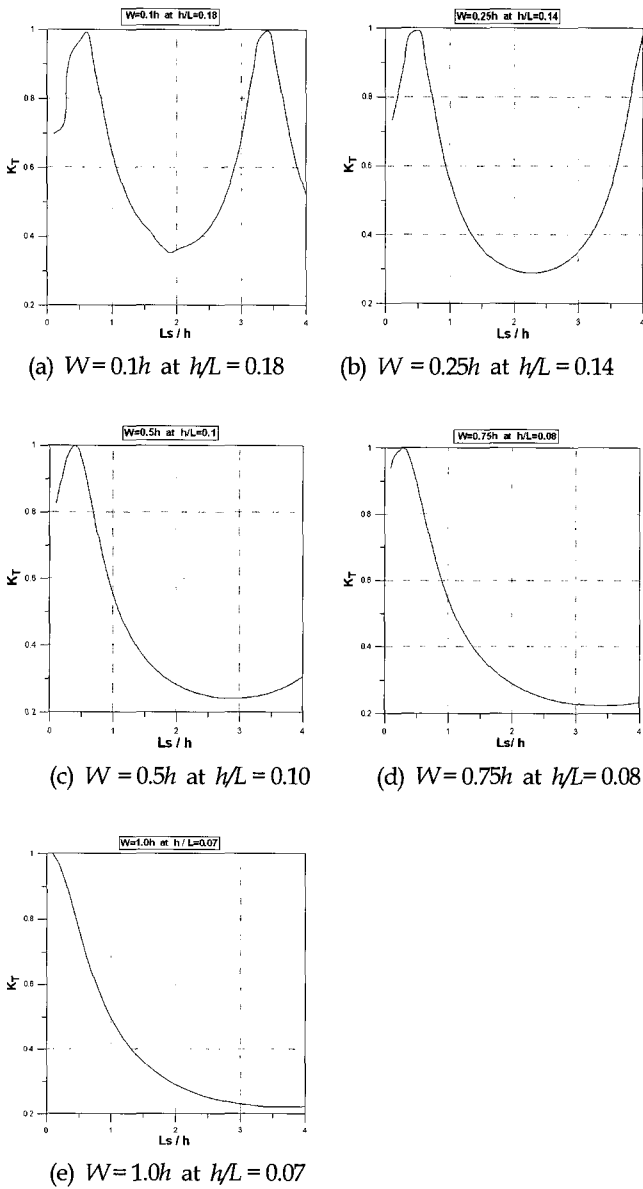 W=0.1h at h/L=0.18
1
0.8
0.6
0.4
0.2
K_T
0 1 2 3 4
Ls / h
(a) W = 0.1h at h/L = 0.18
W=0.25h at h/L=0.14
1
0.8
0.6
0.4
0.2
K_T
0 1 2 3 4
Ls / h
(b) W = 0.25h at h/L = 0.14
W=0.5h at h/L=0.1
1
0.8
0.6
0.4
0.2
K_T
0 1 2 3 4
Ls / h
(c) W = 0.5h at h/L = 0.10
W=0.75h at h/L=0.08
1
0.8
0.6
0.4
0.2
K_T
0 1 2 3 4
Ls / h
(d) W = 0.75h at h/L= 0.08
W=1.0h at h / L=0.07
1
0.8
0.6
0.4
0.2
K_T
0 1 2 3 4
Ls / h
(e) W = 1.0h at h/L = 0.07